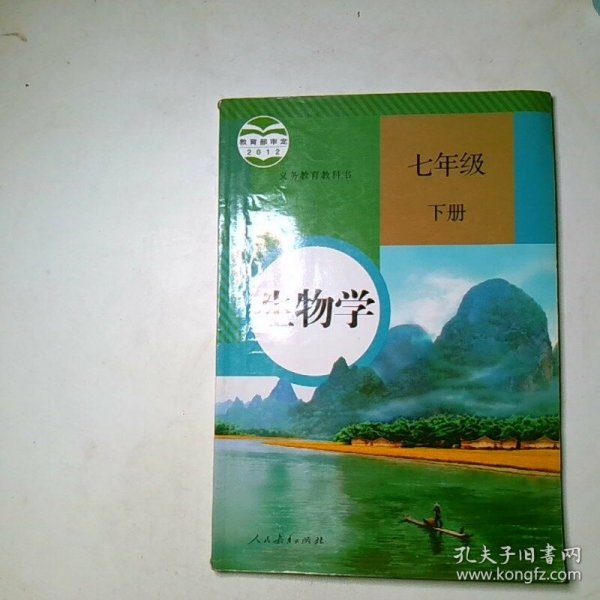 教育部审定
2012
义务教育教科书
七年级
下册
生物学
人民教育出版社
孔夫子旧书网
www.kongfz.com